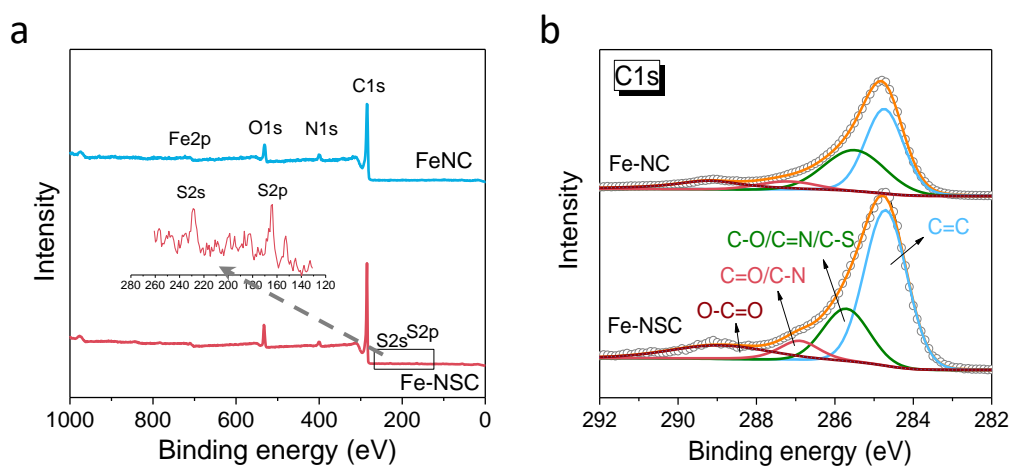 a
C1s
Fe2p
O1s
N1s
FeNC
S2s
S2p
260 240 220 200 180 160 140 120
S2s
S2p
Fe-NSC
1000 800 600 400 200 0
Binding energy (eV)
Intensity
b
C1s
Fe-NC
C-O/C=N/C-S
C=C
C=O/C-N
O-C=O
Fe-NSC
292 290 288 286 284 282
Binding energy (eV)
Intensity